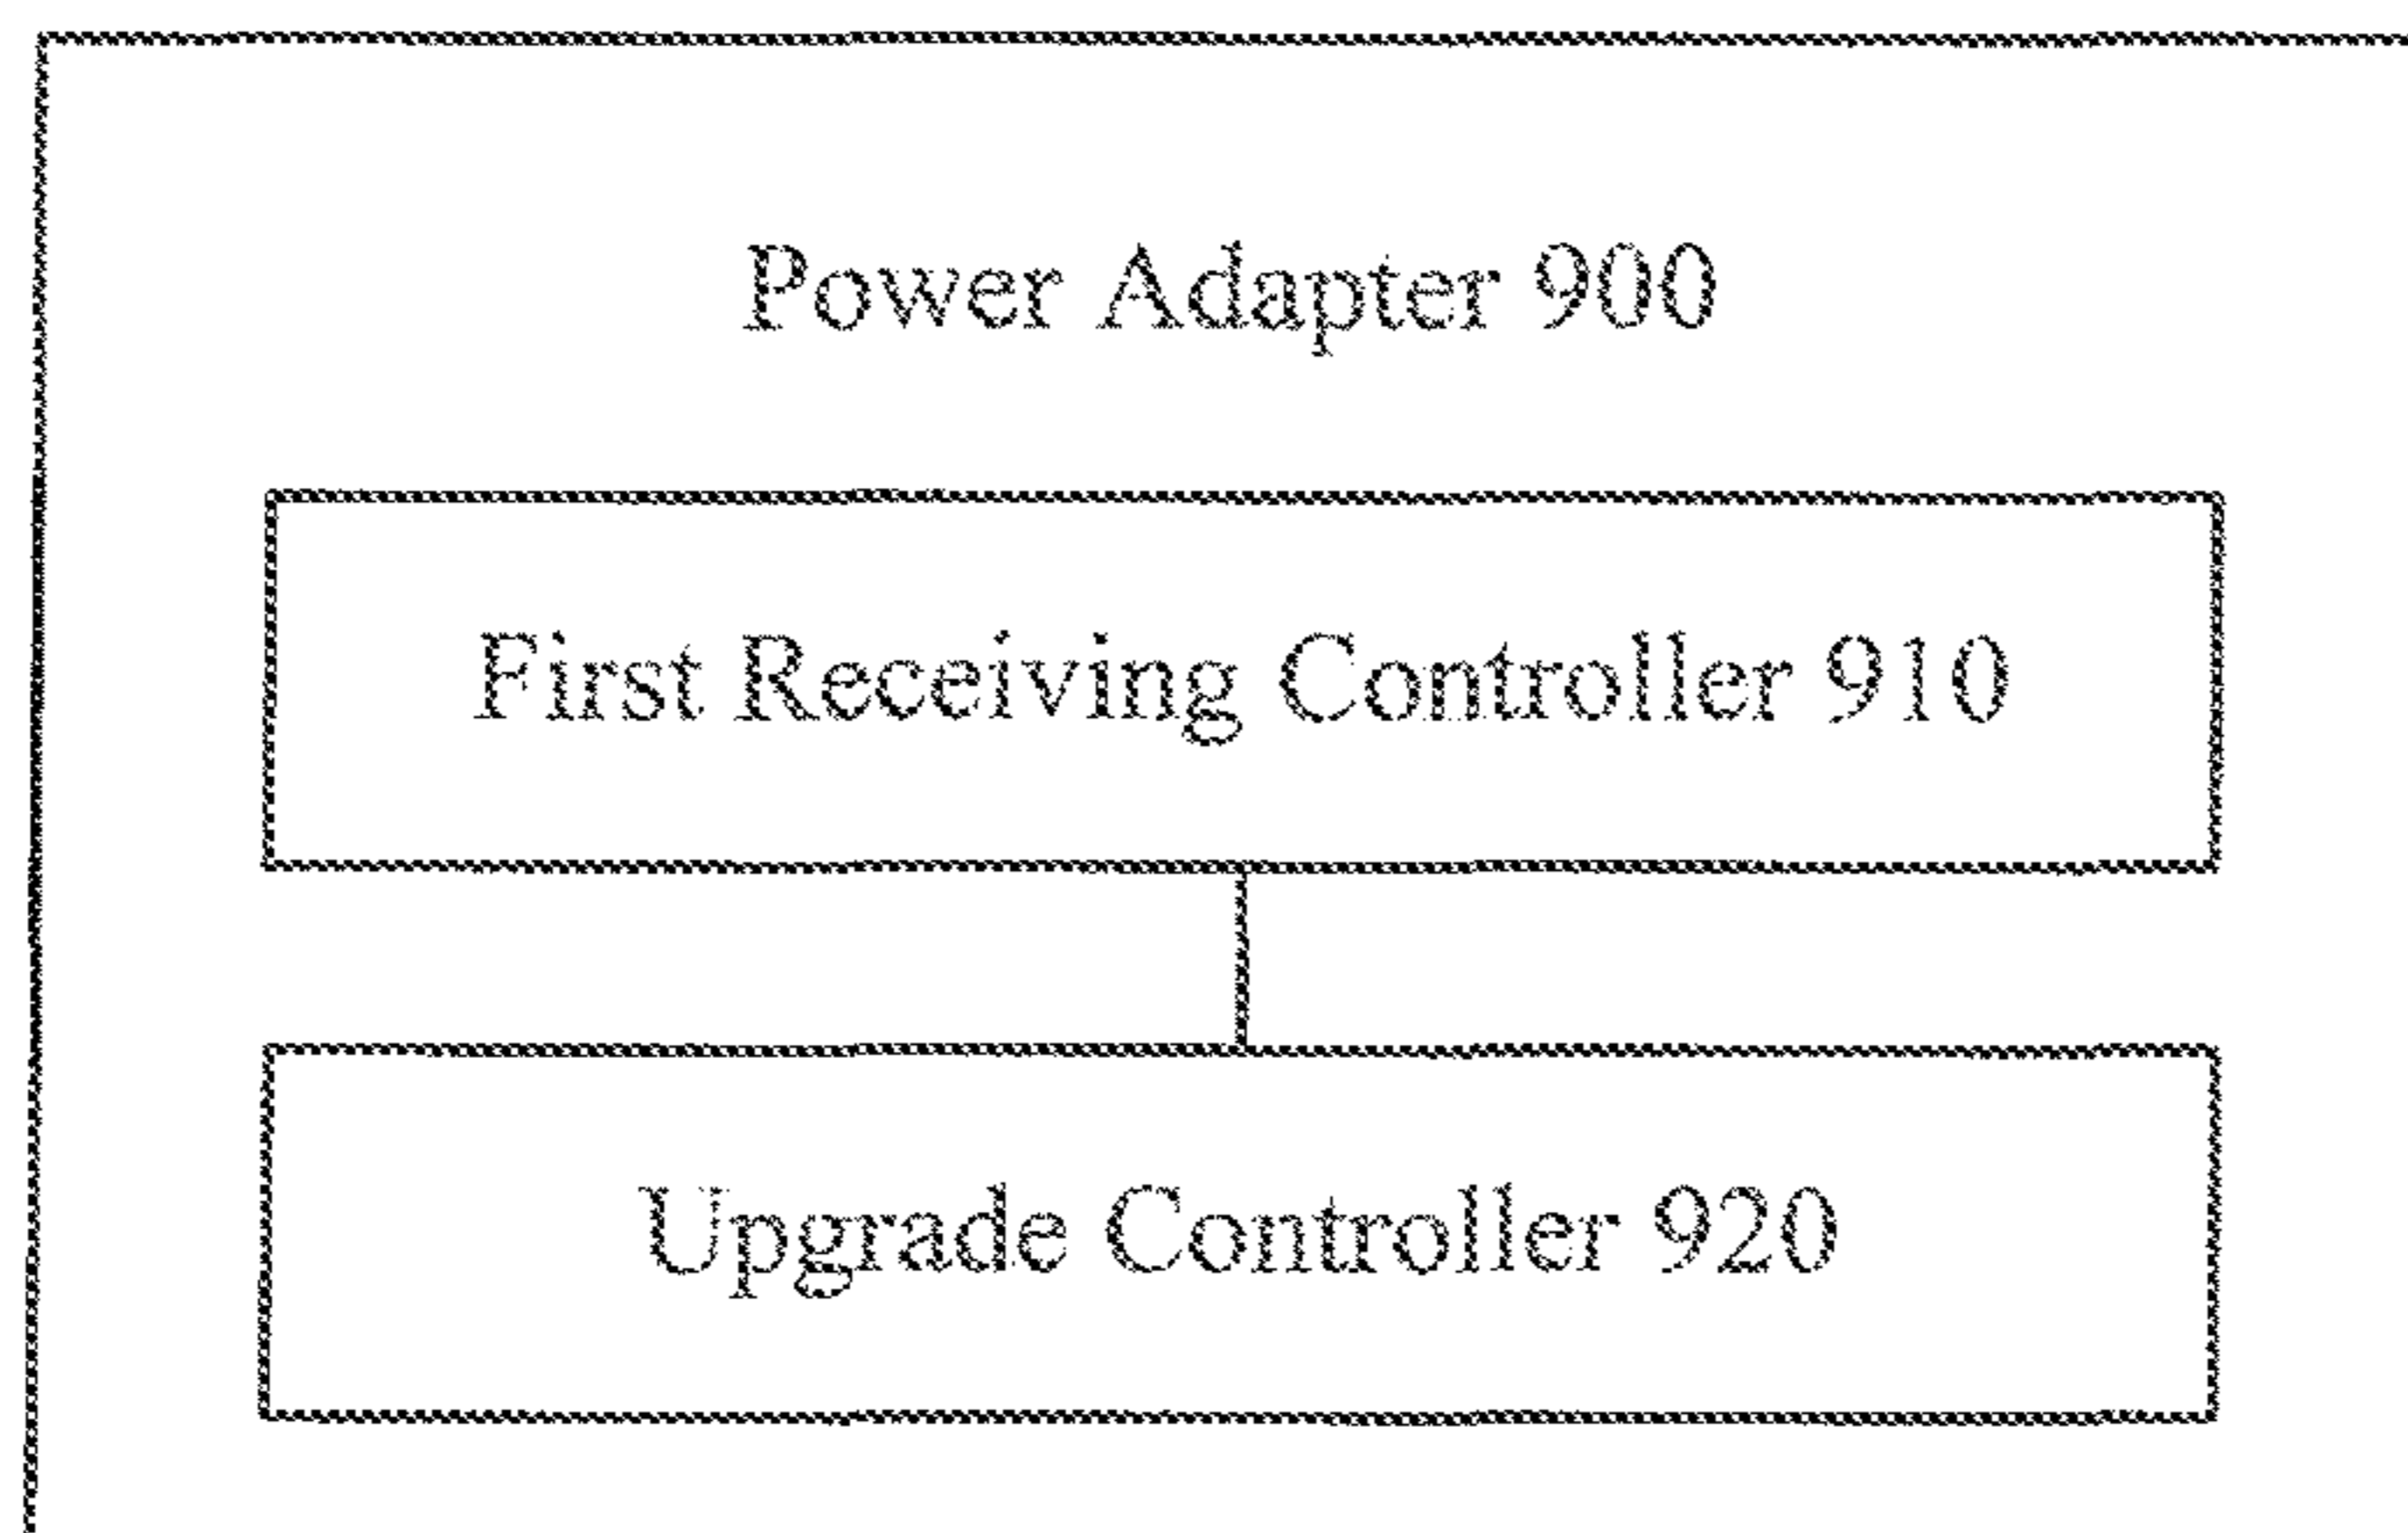 Power Adapter 900
First Receiving Controller 910
Upgrade Controller 920